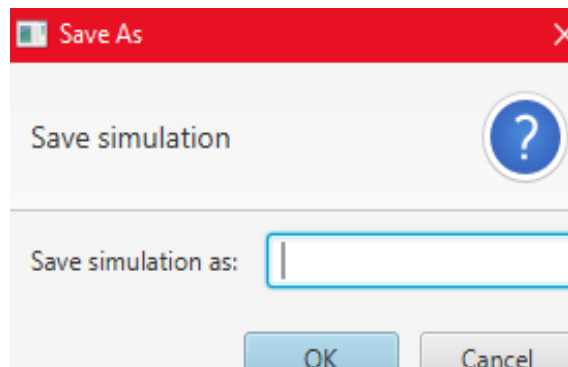 Save As
Save simulation
?
Save simulation as:
OK Cancel